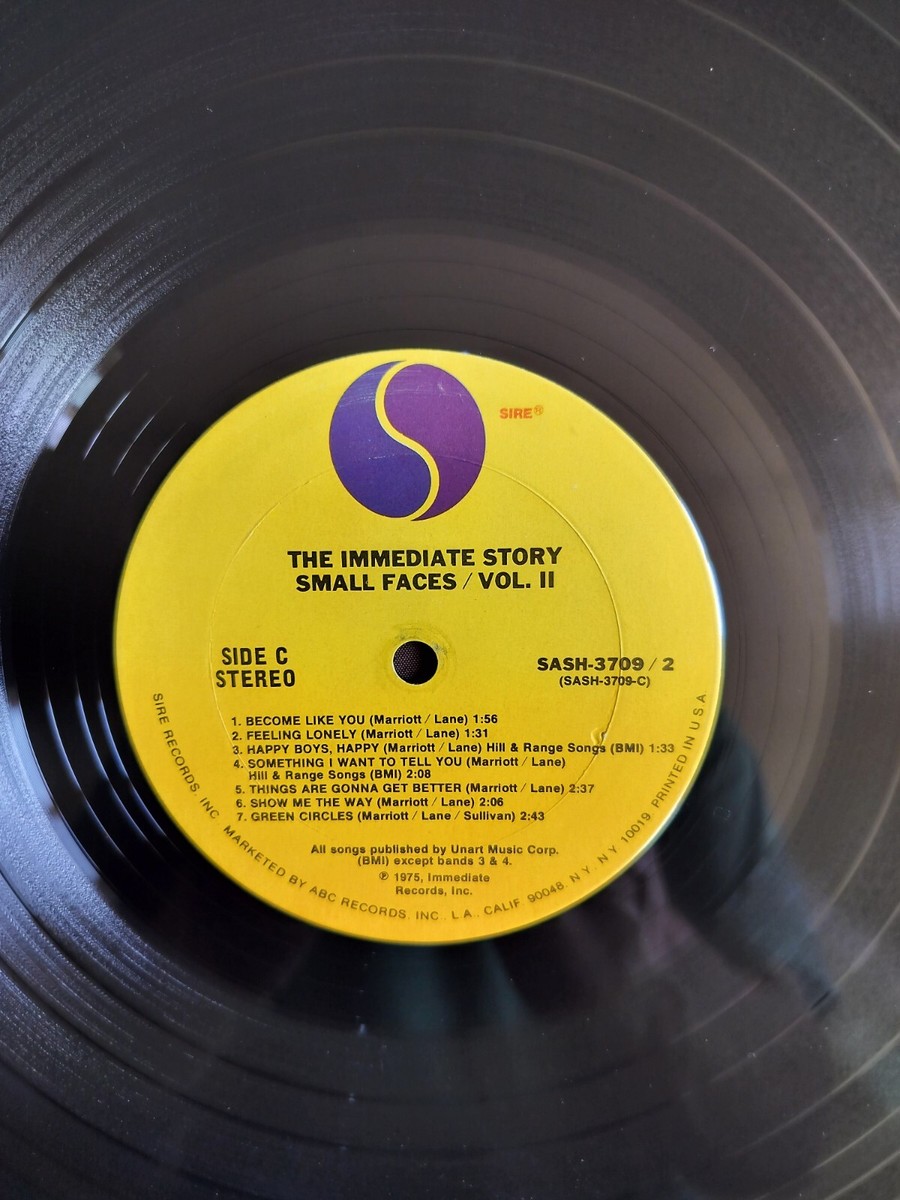 SIRE®
THE IMMEDIATE STORY
SMALL FACES / VOL. II
SIDE C
STEREO
SASH-3709 / 2
(SASH-3709-C)
1. BECOME LIKE YOU (Marriott / Lane) 1:56
2. FEELING LONELY (Marriott / Lane) 1:31
3. HAPPY BOYS, HAPPY (Marriott / Lane) Hill & Range Songs (BMI) 1:33
4. SOMETHING I WANT TO TELL YOU (Marriott / Lane)
Hill & Range Songs (BMI) 2:08
5. THINGS ARE GONNA GET BETTER (Marriott / Lane) 2:37
6. SHOW ME THE WAY (Marriott / Lane) 2:06
7. GREEN CIRCLES (Marriott / Lane / Sullivan) 2:43
All songs published by Unart Music Corp.
(BMI) except bands 3 & 4.
℗ 1975, Immediate
Records, Inc.
SIRE RECORDS, INC. MARKETED BY ABC RECORDS, INC. L.A., CALIF 90048. N.Y. N.Y. 10019 PRINTED IN U S A